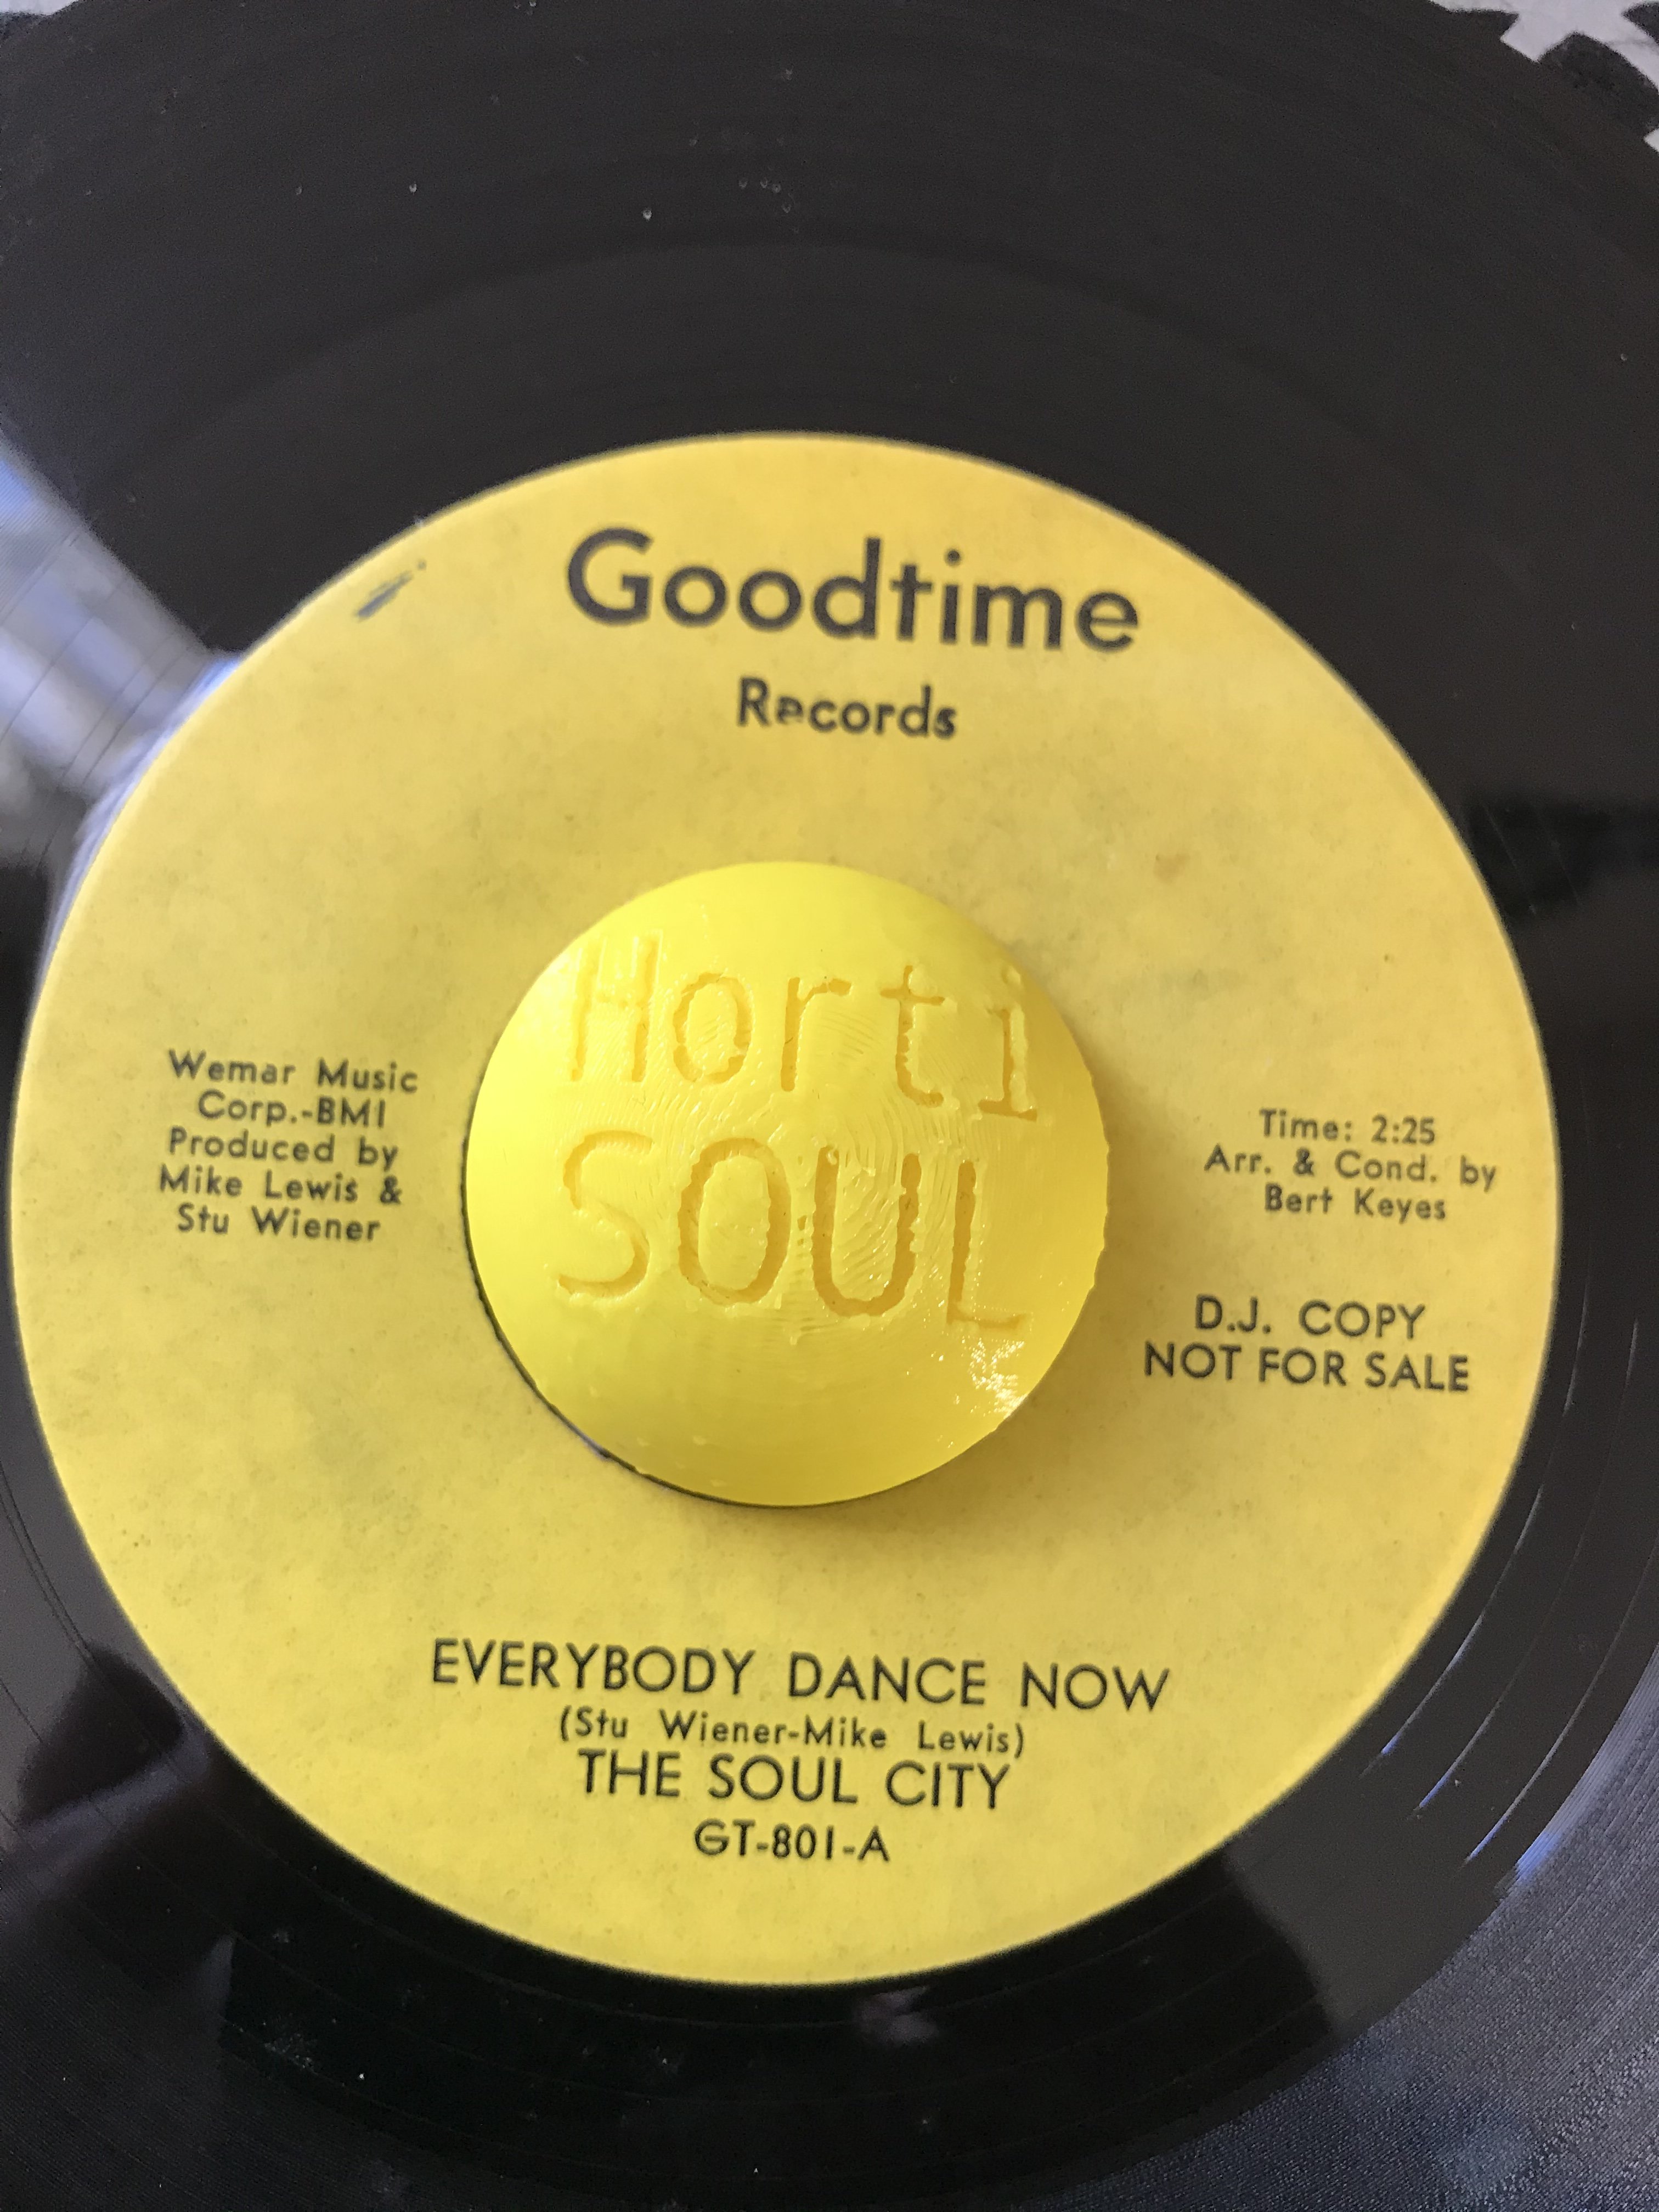 Goodtime
Records
Horti
SOUL
Wemar Music
Corp.-BMI
Produced by
Mike Lewis &
Stu Wiener
Time: 2:25
Arr. & Cond. by
Bert Keyes
D.J. COPY
NOT FOR SALE
EVERYBODY DANCE NOW
(Stu Wiener-Mike Lewis)
THE SOUL CITY
GT-801-A